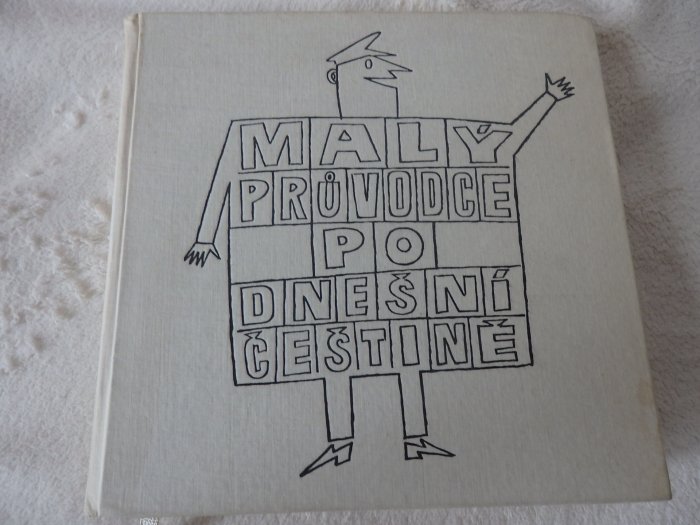 MALÝ
PRŮVODCE
PO
DNEŠNÍ
ČEŠTINĚ